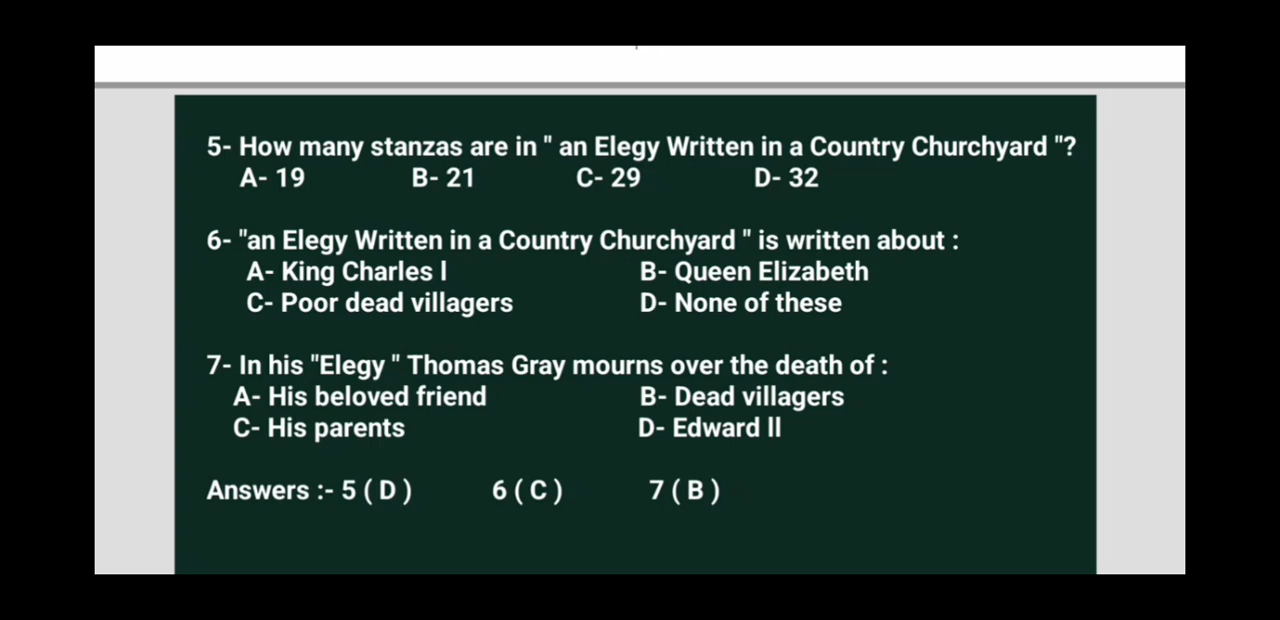 5- How many stanzas are in " an Elegy Written in a Country Churchyard "?
A- 19 B- 21 C- 29 D- 32
6- "an Elegy Written in a Country Churchyard " is written about :
A- King Charles I B- Queen Elizabeth
C- Poor dead villagers D- None of these
7- In his "Elegy " Thomas Gray mourns over the death of :
A- His beloved friend B- Dead villagers
C- His parents D- Edward II
Answers :- 5 ( D ) 6 ( C ) 7 ( B )